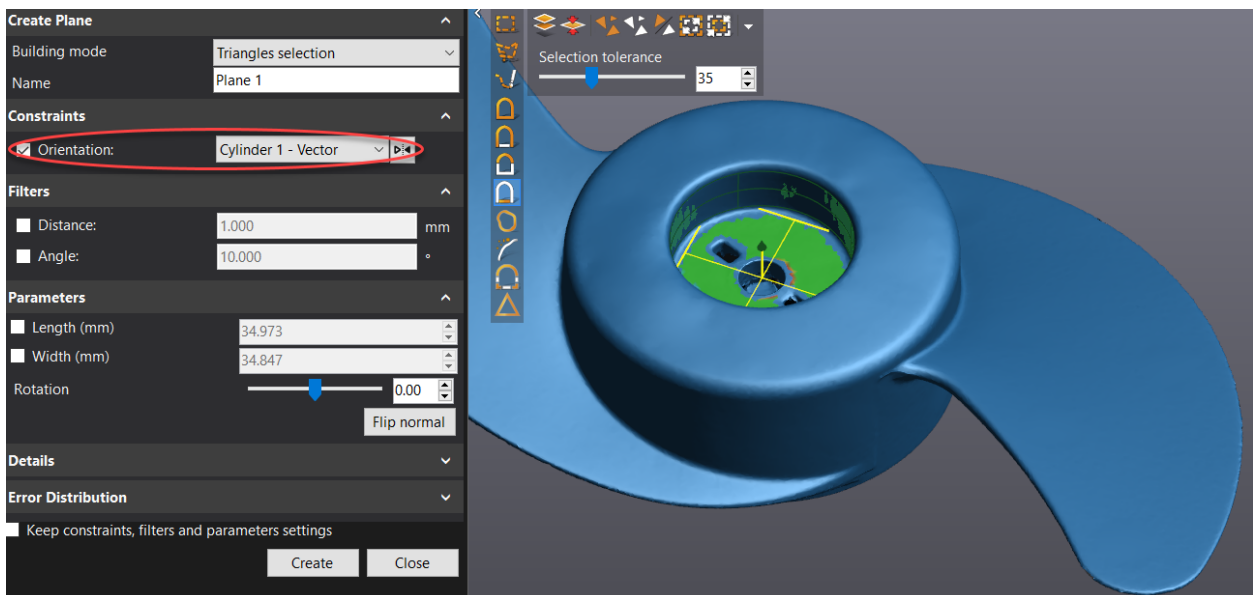 Create Plane
Building mode Triangles selection
Name Plane 1
Constraints
Orientation: Cylinder 1 - Vector
Filters
Distance: 1.000 mm
Angle: 10.000 °
Parameters
Length (mm) 34.973
Width (mm) 34.847
Rotation 0.00
Flip normal
Details
Error Distribution
Keep constraints, filters and parameters settings
Create Close
Selection tolerance
35